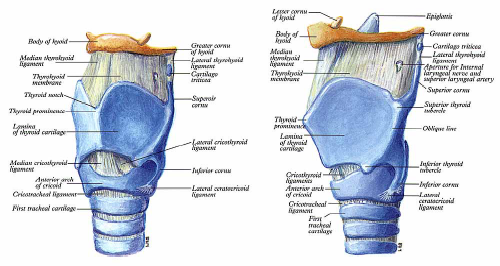 Body of hyoid
Greater cornu
of hyoid
Median thyrohyoid
ligament
Lateral thyrohyoid
ligament
Cartilago
triticea
Thyrohyoid
membrane
Thyroid notch
Superoir
cornu
Thyroid prominence
Lamina
of thyroid cartilage
Lateral cricothyroid
ligament
Median cricothyroid
ligament
Inferior cornu
Anterior arch
of cricoid
Lateral ceratocricoid
ligament
Cricotracheal ligament
First tracheal cartilage
Lesser cornu
of hyoid
Epiglottis
Body of
hyoid
Greater cornu
Median
thyrohyoid
ligament
Cartilago triticea
Lateral thyrohyoid
ligament
Thyrohyoid
membrane
Aperture for Internal
laryngeal nerve and
superior laryngeal artery
Superior cornu
Superior thyroid
tubercle
Thyroid
prominence
Oblique line
Lamina of
thyroid cartilage
Inferior thyroid
tubercle
Cricothyroid
ligaments
Anterior arch
of cricoid
Inferior cornu
Lateral
ceratocricoid
ligament
Cricotracheal
ligament
First
tracheal
cartilage